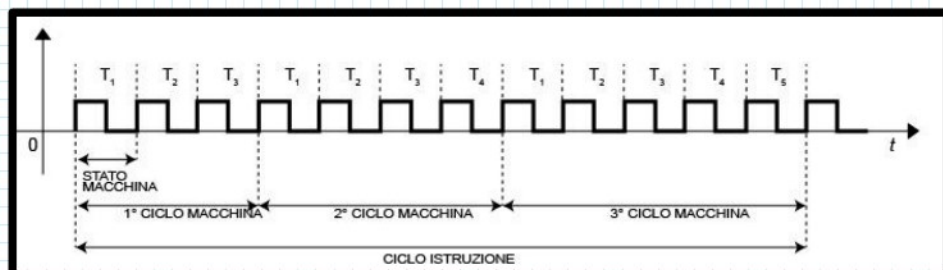 T1 T2 T3 T1 T2 T3 T4 T1 T2 T3 T4 T5
0 t
STATO
MACCHINA
1° CICLO MACCHINA 2° CICLO MACCHINA 3° CICLO MACCHINA
CICLO ISTRUZIONE